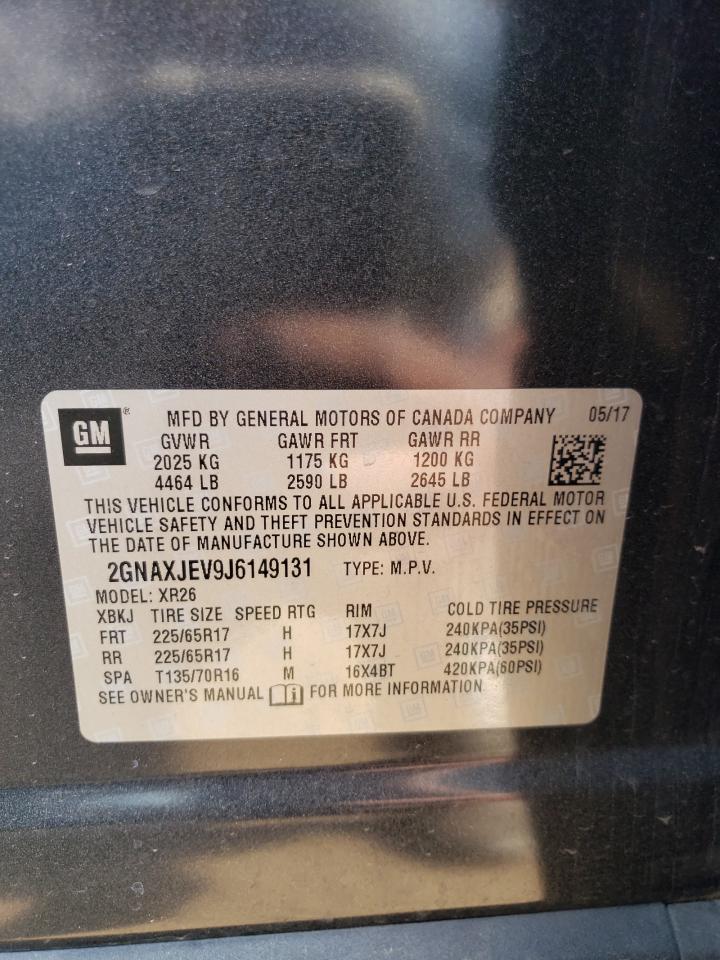 GM ® MFD BY GENERAL MOTORS OF CANADA COMPANY 05/17
GVWR GAWR FRT GAWR RR
2025 KG 1175 KG 1200 KG
4464 LB 2590 LB 2645 LB
THIS VEHICLE CONFORMS TO ALL APPLICABLE U.S. FEDERAL MOTOR
VEHICLE SAFETY AND THEFT PREVENTION STANDARDS IN EFFECT ON
THE DATE OF MANUFACTURE SHOWN ABOVE.
2GNAXJEV9J6149131 TYPE: M.P.V.
MODEL: XR26
XBKJ TIRE SIZE SPEED RTG RIM COLD TIRE PRESSURE
FRT 225/65R17 H 17X7J 240KPA(35PSI)
RR 225/65R17 H 17X7J 240KPA(35PSI)
SPA T135/70R16 M 16X4BT 420KPA(60PSI)
SEE OWNER'S MANUAL FOR MORE INFORMATION